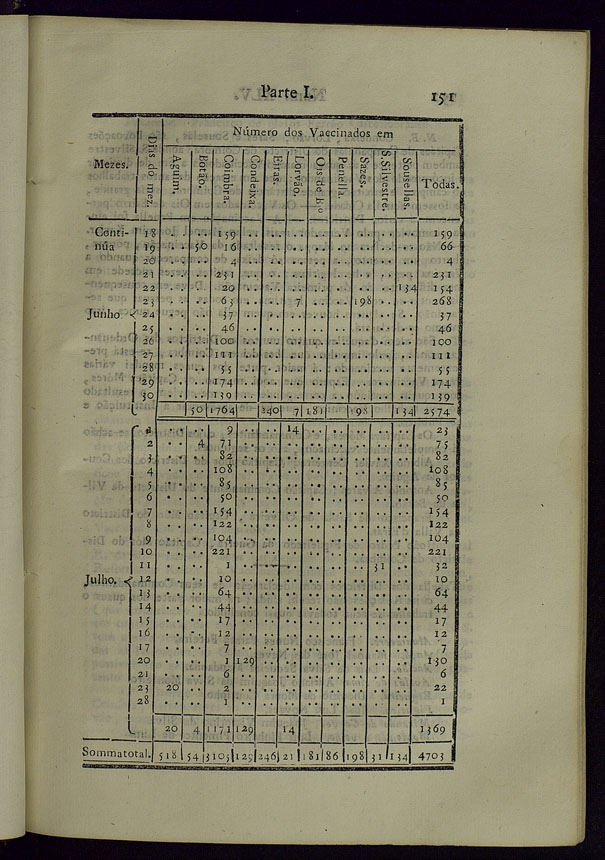 Parte I. 151
Número dos Vaccinados em
Mezes. Dias do mez. Aguim. Botão. Coimbra. Condeixa. Eiras. Lorvão. Ois de B.º Penella. Sazes. S. Silvestre. Sousellas. Todas.
Conti- 18 .. .. 159 .. .. .. .. .. .. .. .. 159
núa 19 .. 50 16 .. .. .. .. .. .. .. .. 66
20 .. .. 4 .. .. .. .. .. .. .. .. 4
21 .. .. 231 .. .. .. .. .. .. .. .. 231
22 .. .. 20 .. .. .. .. .. .. .. 134 154
23 .. .. 63 .. .. 7 .. .. 198 .. .. 268
Junho 24 .. .. 37 .. .. .. .. .. .. .. .. 37
25 .. .. 46 .. .. .. .. .. .. .. .. 46
26 .. .. 100 .. .. .. .. .. .. .. .. 100
27 .. .. 111 .. .. .. .. .. .. .. .. 111
28 .. .. 55 .. .. .. .. .. .. .. .. 55
29 .. .. 174 .. .. .. .. .. .. .. .. 174
30 .. .. 139 .. .. .. .. .. .. .. .. 139
50 1764 240 7 181 198 134 2574
.. .. 9 .. .. 14 .. .. .. .. .. 23
2 .. 4 71 .. .. .. .. .. .. .. .. 75
3 .. .. 82 .. .. .. .. .. .. .. .. 82
4 .. .. 108 .. .. .. .. .. .. .. .. 108
5 .. .. 85 .. .. .. .. .. .. .. .. 85
6 .. .. 50 .. .. .. .. .. .. .. .. 50
7 .. .. 154 .. .. .. .. .. .. .. .. 154
8 .. .. 122 .. .. .. .. .. .. .. .. 122
9 .. .. 104 .. .. .. .. .. .. .. .. 104
10 .. .. 221 .. .. .. .. .. .. .. .. 221
11 .. .. 1 .. .. .. .. .. .. 31 .. 32
Julho. 12 .. .. 10 .. .. .. .. .. .. .. .. 10
13 .. .. 64 .. .. .. .. .. .. .. .. 64
14 .. .. 44 .. .. .. .. .. .. .. .. 44
15 .. .. 17 .. .. .. .. .. .. .. .. 17
16 .. .. 12 .. .. .. .. .. .. .. .. 12
17 .. .. 7 .. .. .. .. .. .. .. .. 7
20 .. .. 1 129 .. .. .. .. .. .. .. 130
21 .. .. 6 .. .. .. .. .. .. .. .. 6
23 20 .. 2 .. .. .. .. .. .. .. .. 22
28 .. .. 1 .. .. .. .. .. .. .. .. 1
20 4 1171 129 14 1369
Sommatotal. 518 54 3105 129 246 21 181 86 198 31 134 4703